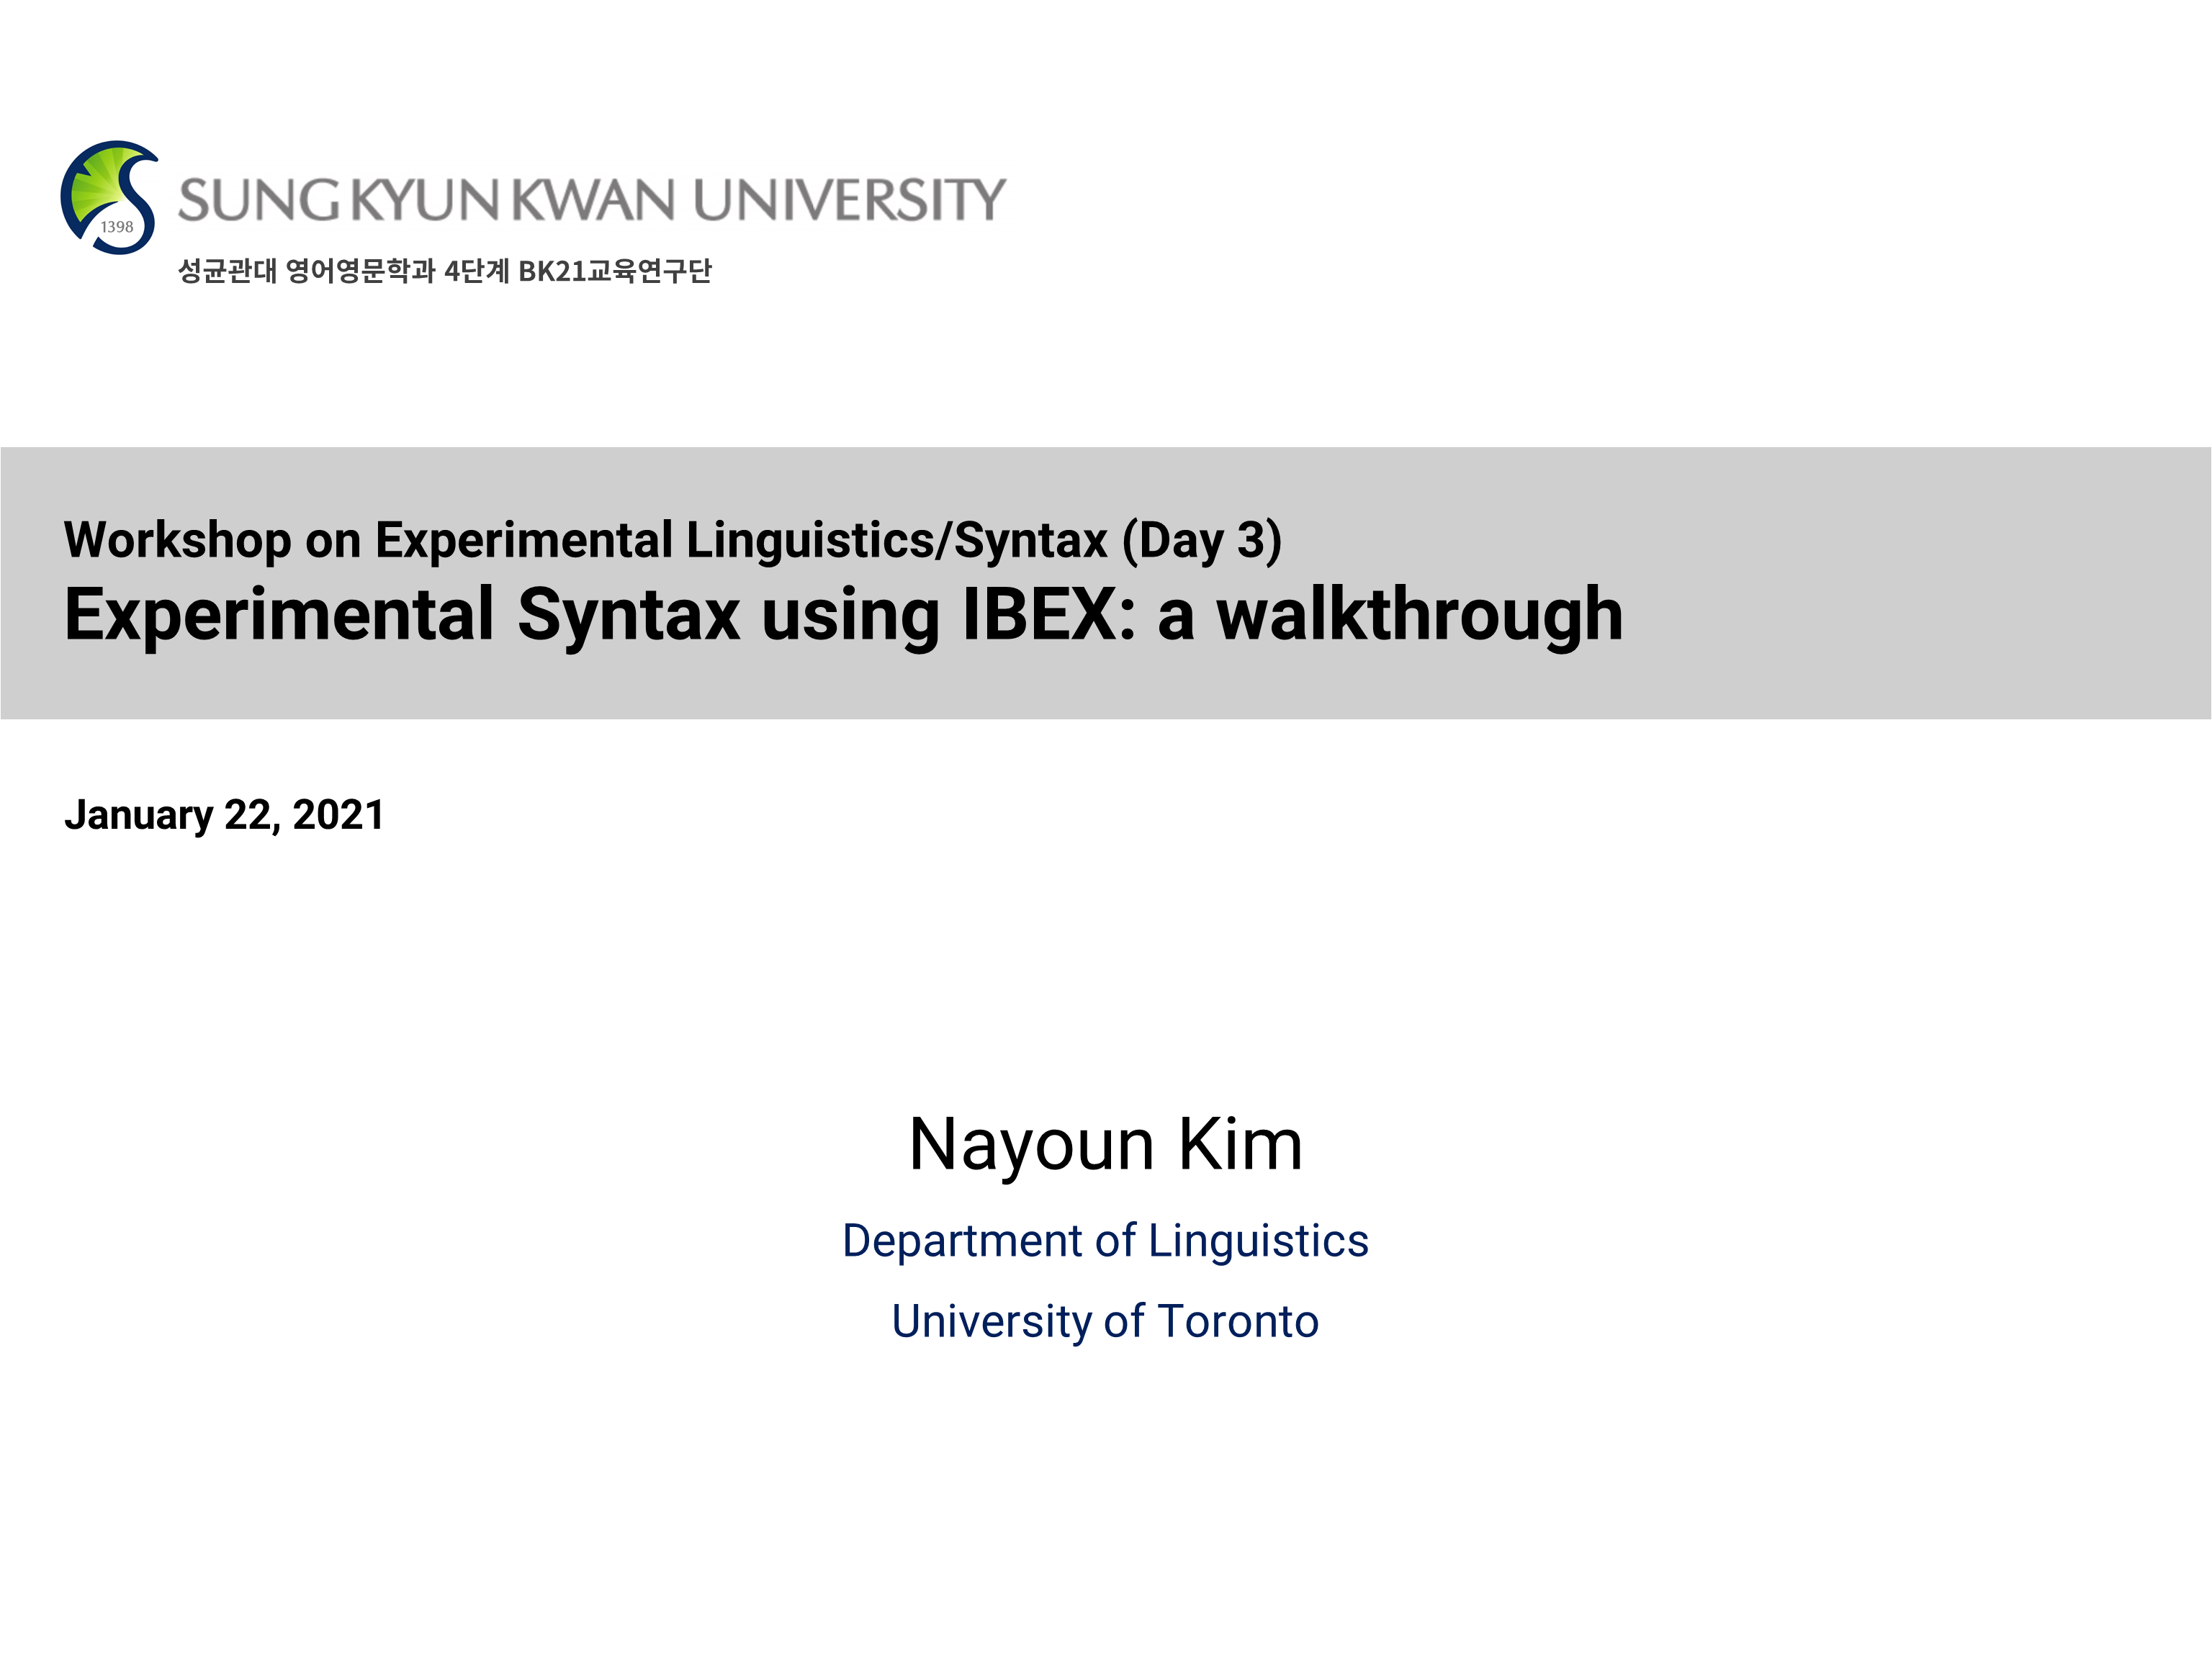 1398
SUNG KYUN KWAN UNIVERSITY
성균관대 영어영문학과 4단계 BK21교육연구단
Workshop on Experimental Linguistics/Syntax (Day 3)
Experimental Syntax using IBEX: a walkthrough
January 22, 2021
Nayoun Kim
Department of Linguistics
University of Toronto